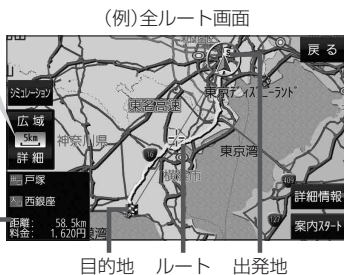 (例)全ルート画面
戻る
シミュレーション
東京ディズニーランド
東名高速
広域
5km
詳細
神奈川県
16
東京湾
戸塚
西銀座
409
127
詳細情報
距離: 58.5km
料金: 1,620円
案内スタート
目的地 ルート 出発地